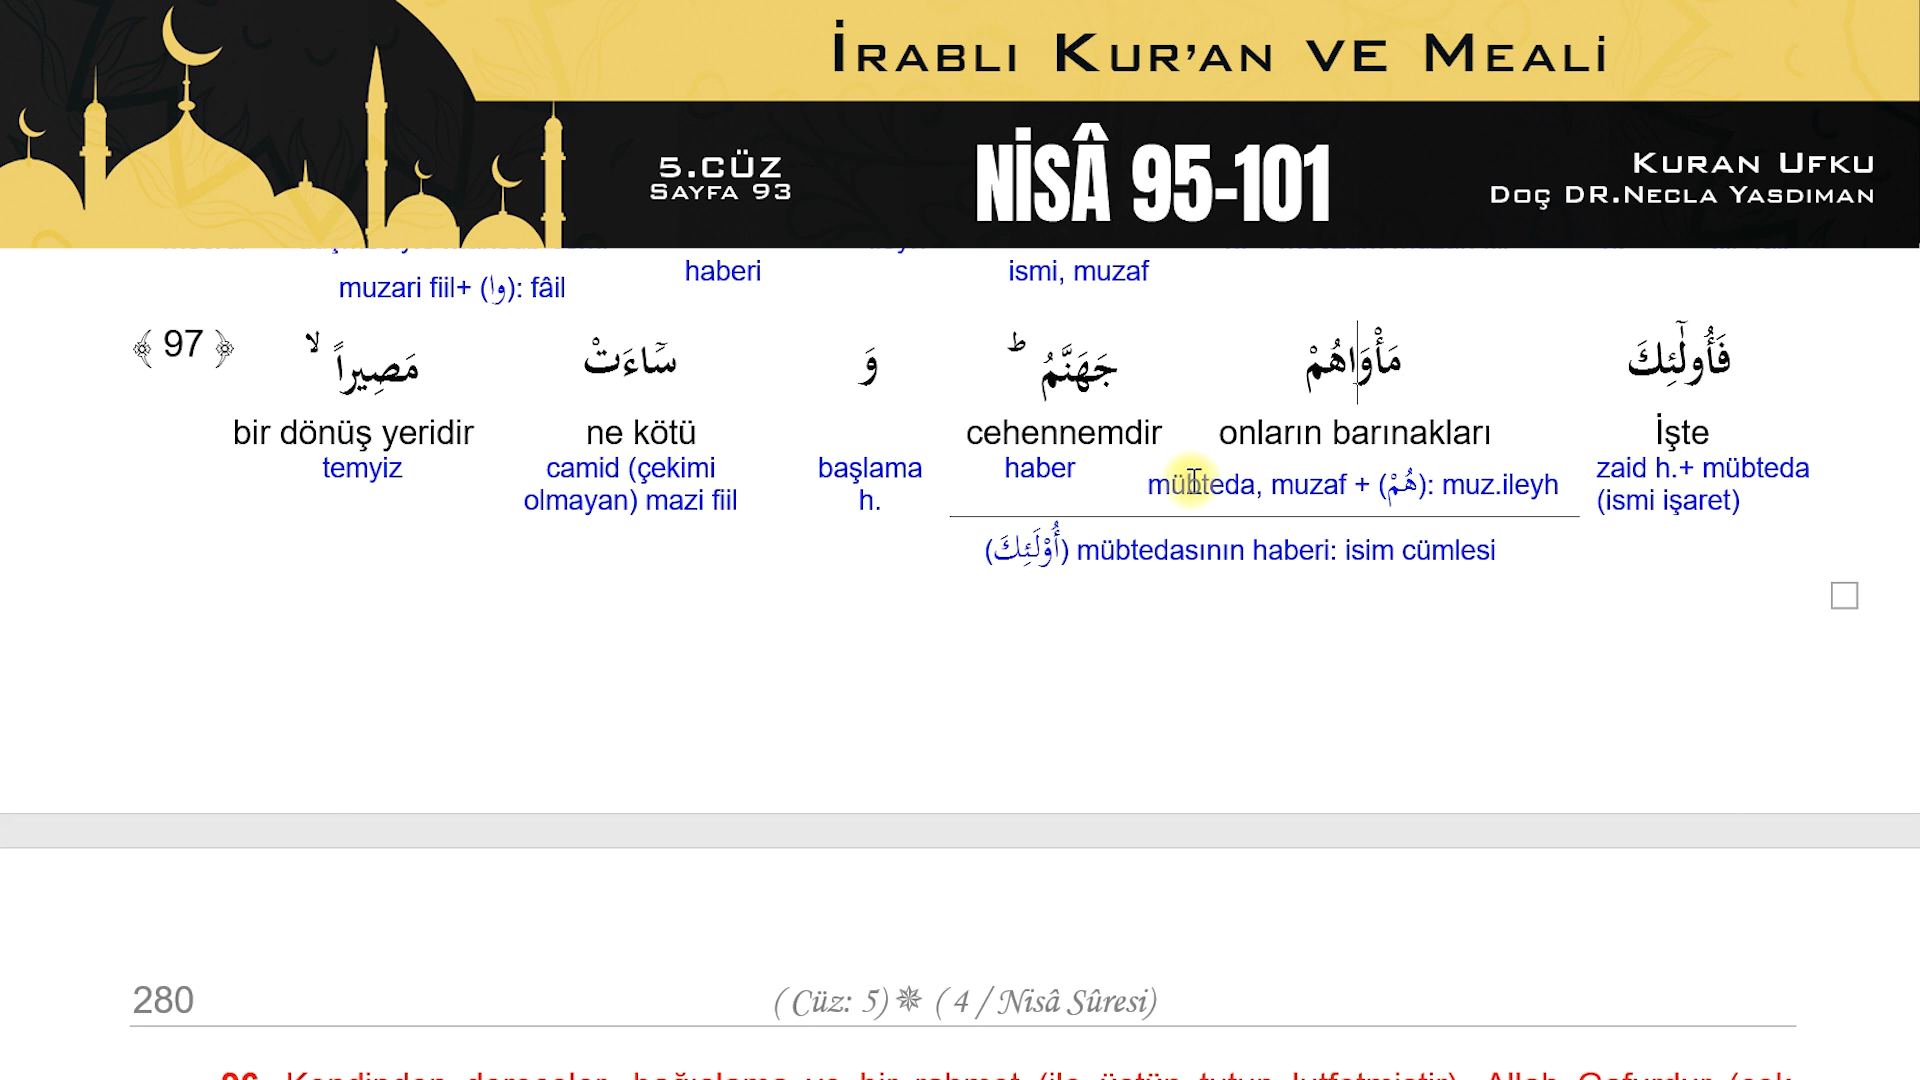 İRABLI KUR’AN VE MEALİ
5.CÜZ
SAYFA 93
NİSÂ 95-101
KURAN UFKU
DOÇ DR.NECLA YASDIMAN
haberi
ismi, muzaf
muzari fiil+ (وا): fâil
فَأُولٰٓئِكَ مَأْوَاهُمْ جَهَنَّمُ ط وَ سَٓاءَتْ مَصِيراً لا ﴿ 97 ﴾
İşte onların barınakları cehennemdir ne kötü bir dönüş yeridir
zaid h.+ mübteda (ismi işaret)
mübteda, muzaf + (هُمْ): muz.ileyh
haber
başlama h.
camid (çekimi olmayan) mazi fiil
temyiz
(أُوْلَئِكَ) mübtedasının haberi: isim cümlesi
280
( Cüz: 5) ✵ ( 4 / Nisâ Sûresi)